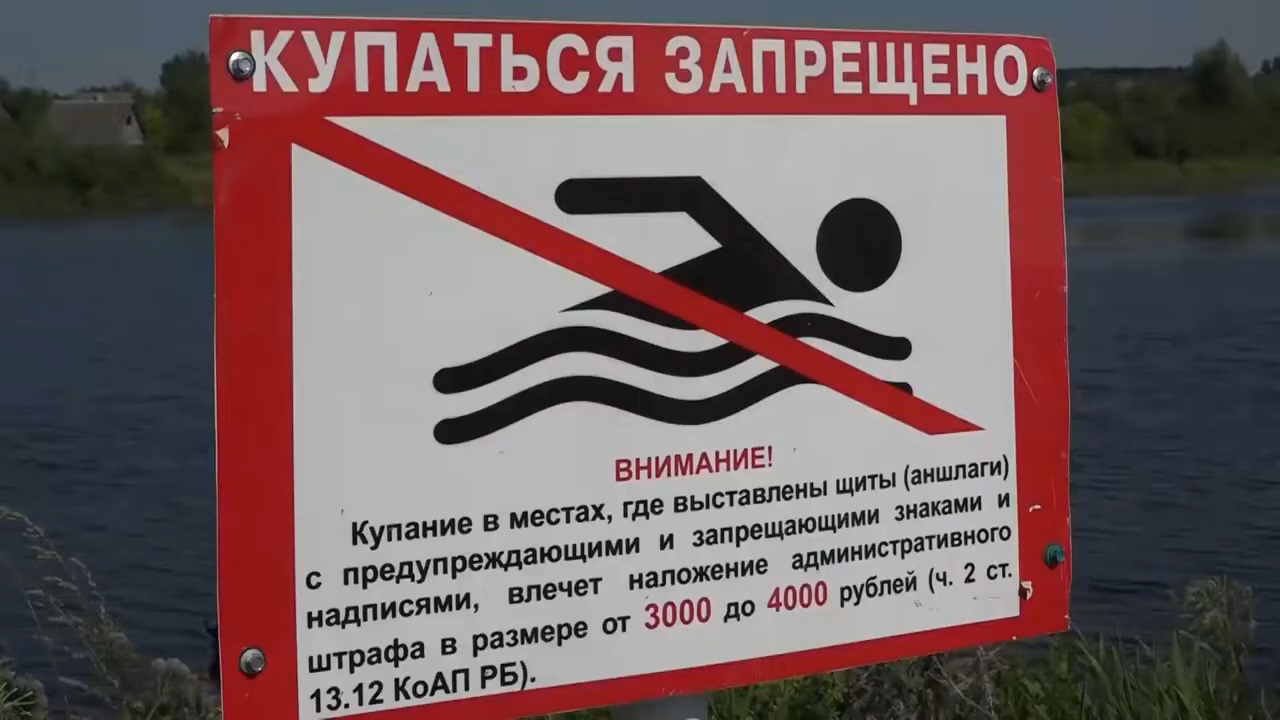 КУПАТЬСЯ ЗАПРЕЩЕНО
ВНИМАНИЕ!
Купание в местах, где выставлены щиты (аншлаги)
с предупреждающими и запрещающими знаками и
надписями, влечет наложение административного
штрафа в размере от 3000 до 4000 рублей (ч. 2 ст.
13.12 КоАП РБ).